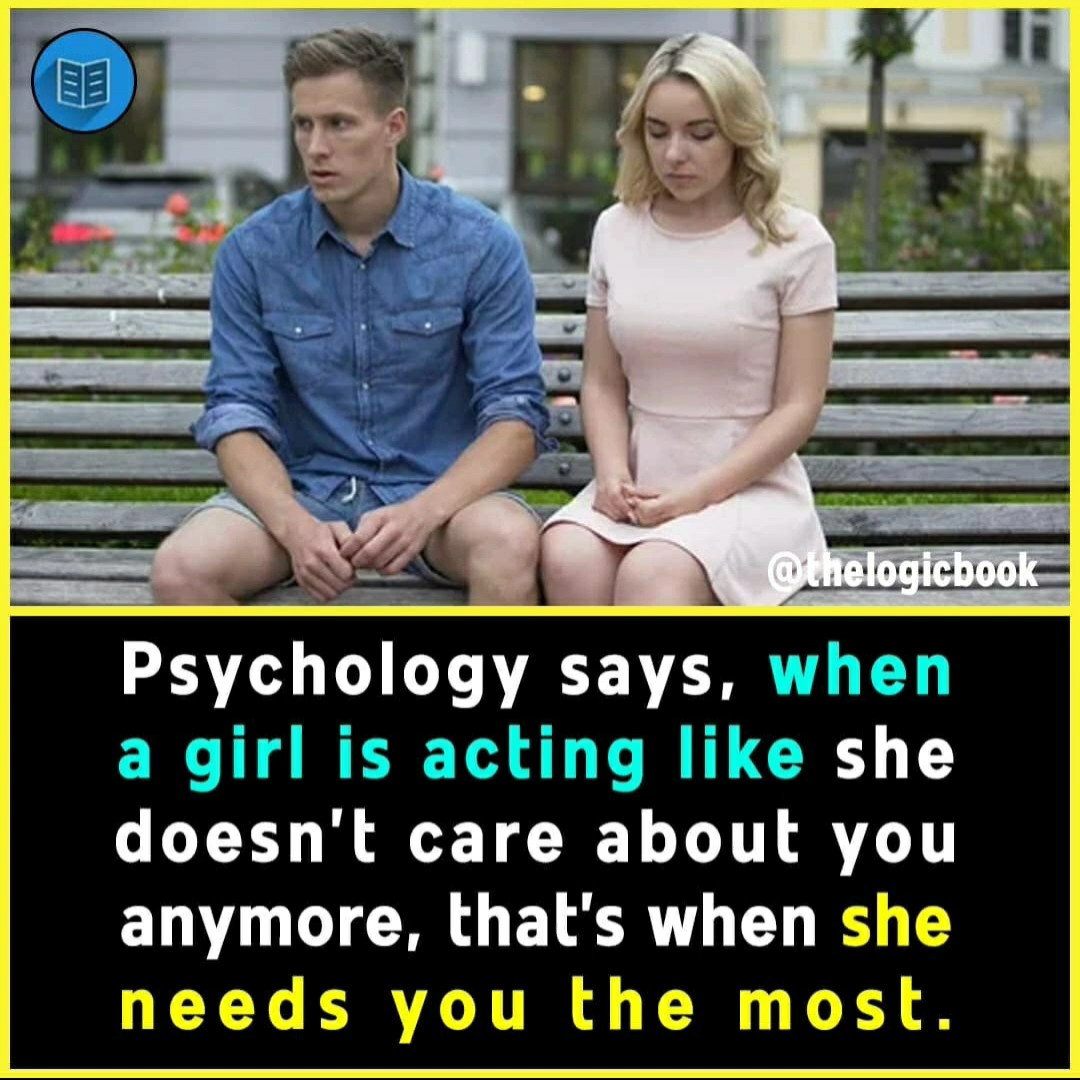 @thelogicbook
Psychology says, when
a girl is acting like she
doesn't care about you
anymore, that's when she
needs you the most.